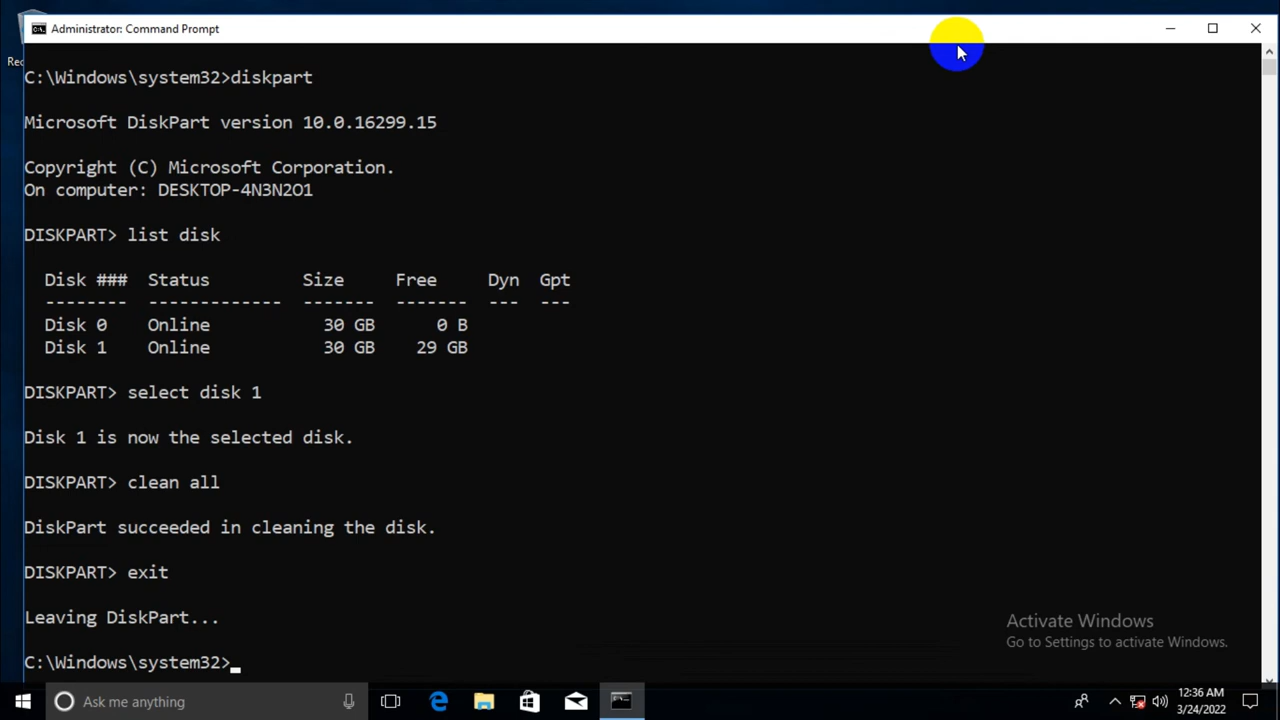 Rec
Administrator: Command Prompt
C:\Windows\system32>diskpart
Microsoft DiskPart version 10.0.16299.15
Copyright (C) Microsoft Corporation.
On computer: DESKTOP-4N3N2O1
DISKPART> list disk
Disk ###  Status         Size     Free     Dyn  Gpt
--------  -------------  -------  -------  ---  ---
Disk 0    Online           30 GB      0 B
Disk 1    Online           30 GB    29 GB
DISKPART> select disk 1
Disk 1 is now the selected disk.
DISKPART> clean all
DiskPart succeeded in cleaning the disk.
DISKPART> exit
Leaving DiskPart...
C:\Windows\system32>
Activate Windows
Go to Settings to activate Windows.
Ask me anything
12:36 AM
3/24/2022